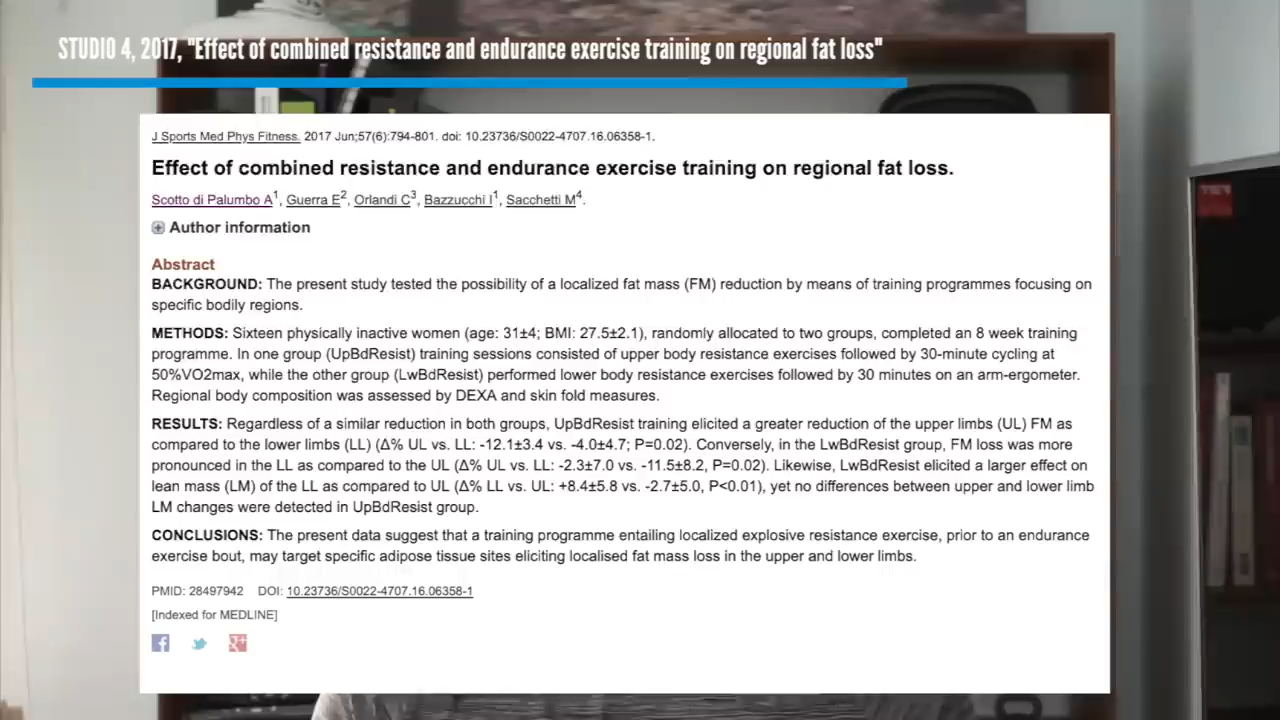 STUDIO 4, 2017, "Effect of combined resistance and endurance exercise training on regional fat loss"
J Sports Med Phys Fitness. 2017 Jun;57(6):794-801. doi: 10.23736/S0022-4707.16.06358-1.
Effect of combined resistance and endurance exercise training on regional fat loss.
Scotto di Palumbo A1, Guerra E2, Orlandi C3, Bazzucchi I1, Sacchetti M4.
Author information
Abstract
BACKGROUND: The present study tested the possibility of a localized fat mass (FM) reduction by means of training programmes focusing on
specific bodily regions.
METHODS: Sixteen physically inactive women (age: 31±4; BMI: 27.5±2.1), randomly allocated to two groups, completed an 8 week training
programme. In one group (UpBdResist) training sessions consisted of upper body resistance exercises followed by 30-minute cycling at
50%VO2max, while the other group (LwBdResist) performed lower body resistance exercises followed by 30 minutes on an arm-ergometer.
Regional body composition was assessed by DEXA and skin fold measures.
RESULTS: Regardless of a similar reduction in both groups, UpBdResist training elicited a greater reduction of the upper limbs (UL) FM as
compared to the lower limbs (LL) (Δ% UL vs. LL: -12.1±3.4 vs. -4.0±4.7; P=0.02). Conversely, in the LwBdResist group, FM loss was more
pronounced in the LL as compared to the UL (Δ% UL vs. LL: -2.3±7.0 vs. -11.5±8.2, P=0.02). Likewise, LwBdResist elicited a larger effect on
lean mass (LM) of the LL as compared to UL (Δ% LL vs. UL: +8.4±5.8 vs. -2.7±5.0, P<0.01), yet no differences between upper and lower limb
LM changes were detected in UpBdResist group.
CONCLUSIONS: The present data suggest that a training programme entailing localized explosive resistance exercise, prior to an endurance
exercise bout, may target specific adipose tissue sites eliciting localised fat mass loss in the upper and lower limbs.
PMID: 28497942 DOI: 10.23736/S0022-4707.16.06358-1
[Indexed for MEDLINE]